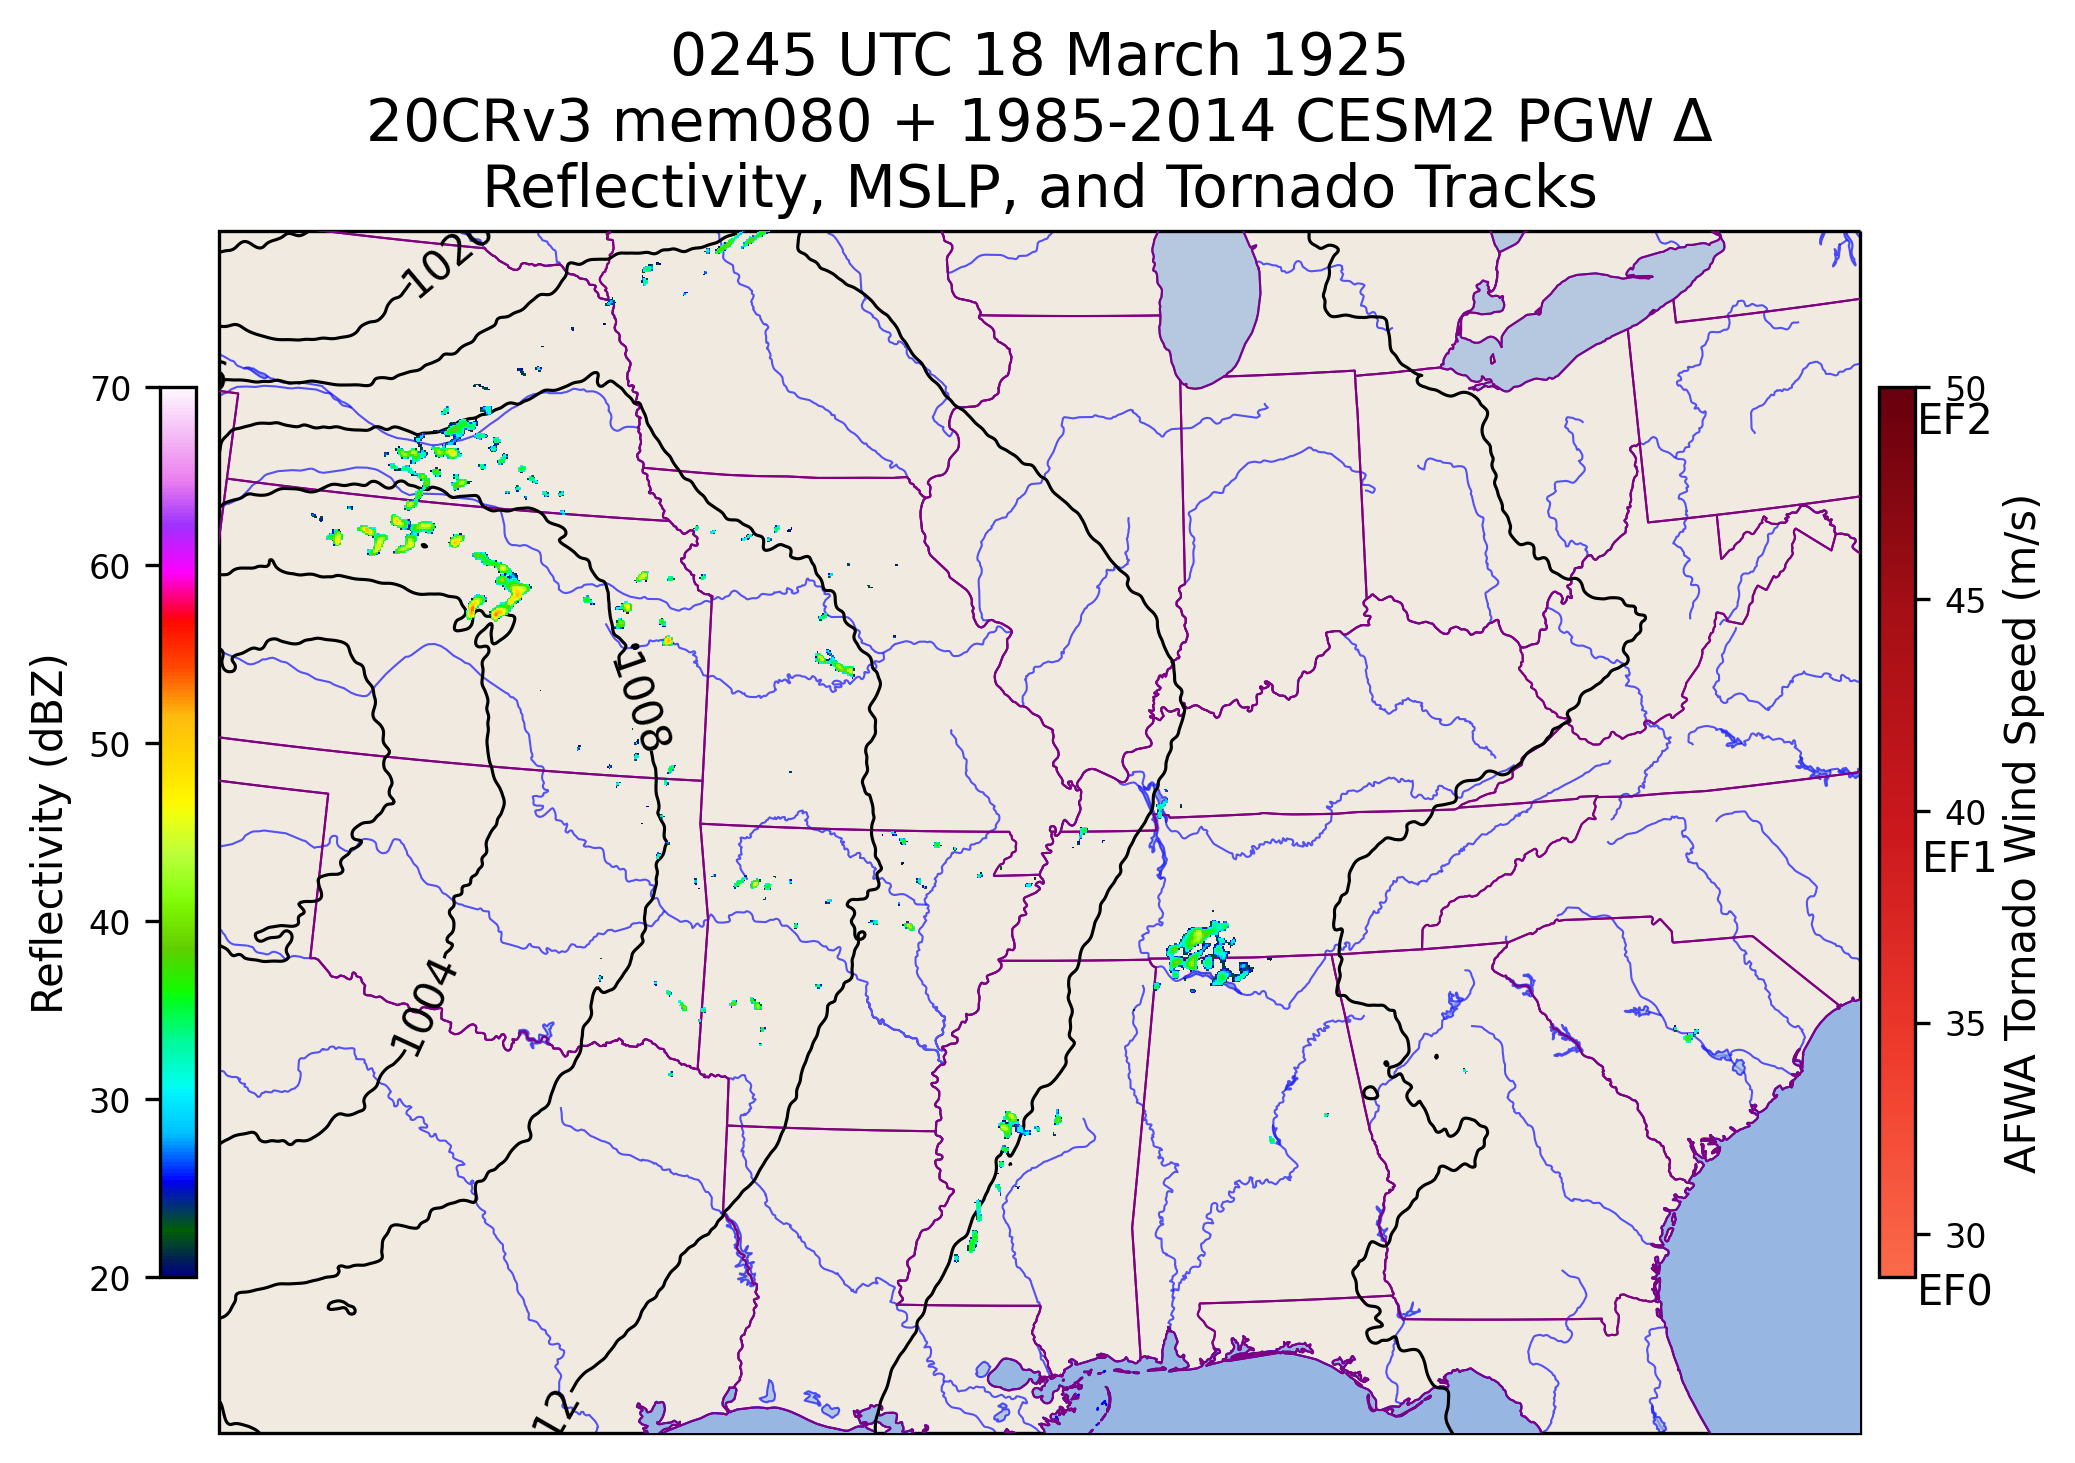 0245 UTC 18 March 1925
20CRv3 mem080 + 1985-2014 CESM2 PGW Δ
Reflectivity, MSLP, and Tornado Tracks
Reflectivity (dBZ)
70
60
50
40
30
20
1020
1008
1004
12
50
EF2
45
40
EF1
35
30
EF0
AFWA Tornado Wind Speed (m/s)